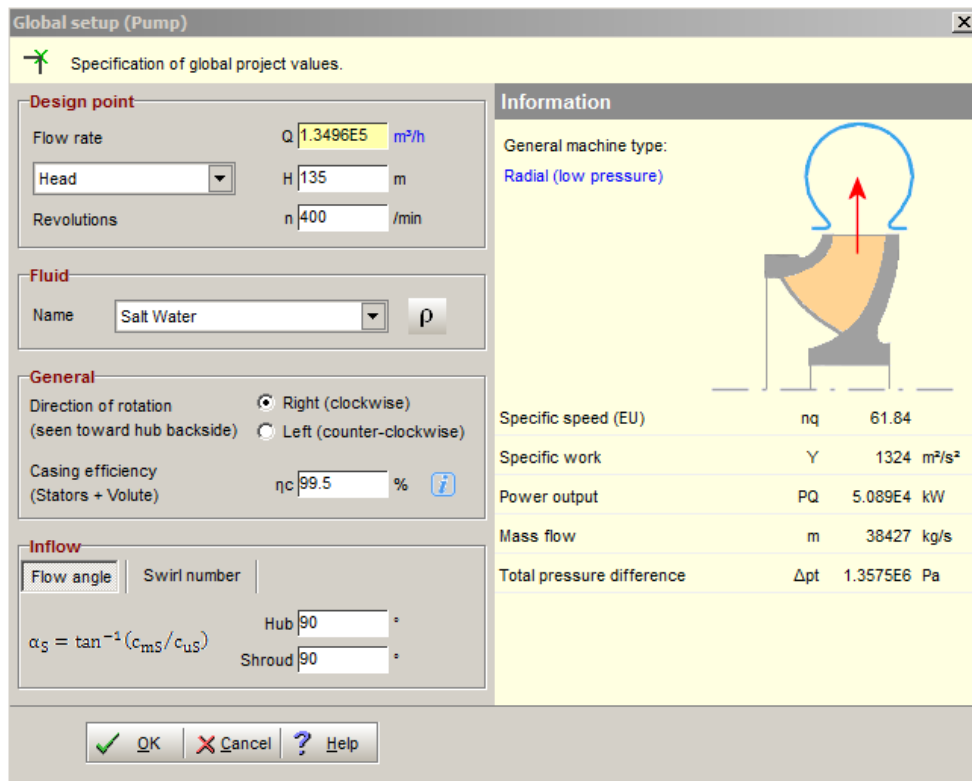 Global setup (Pump)
Specification of global project values.
Design point
Flow rate Q 1.3496E5 m³/h
Head H 135 m
Revolutions n 400 /min
Fluid
Name Salt Water ρ
General
Direction of rotation
(seen toward hub backside)
Right (clockwise)
Left (counter-clockwise)
Casing efficiency
(Stators + Volute)
ηc 99.5 % i
Inflow
Flow angle Swirl number
αS = tan⁻¹(cmS/cuS)
Hub 90 °
Shroud 90 °
OK Cancel ? Help
Information
General machine type:
Radial (low pressure)
Specific speed (EU) nq 61.84
Specific work Y 1324 m²/s²
Power output PQ 5.089E4 kW
Mass flow m 38427 kg/s
Total pressure difference Δpt 1.3575E6 Pa